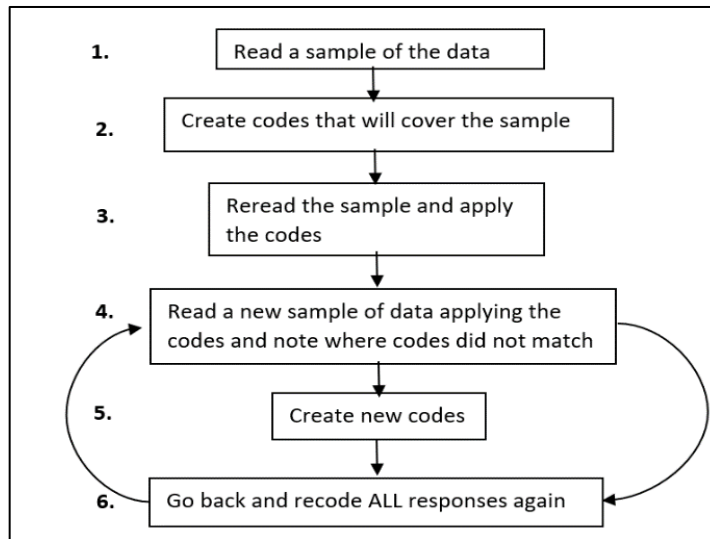 1. Read a sample of the data
2. Create codes that will cover the sample
3. Reread the sample and apply
the codes
4. Read a new sample of data applying the
codes and note where codes did not match
5. Create new codes
6. Go back and recode ALL responses again